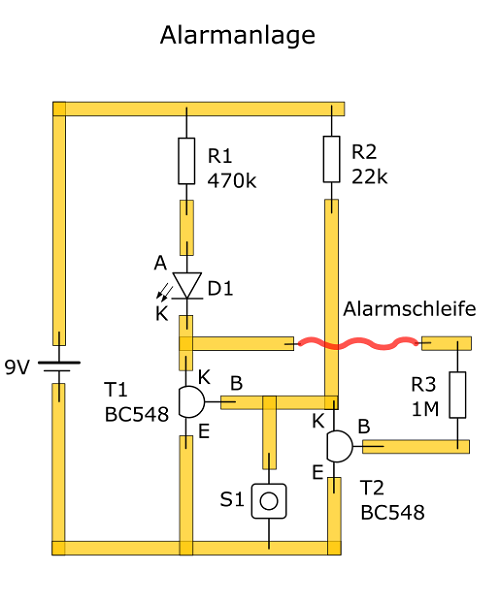 Alarmanlage
R1
470k
R2
22k
A
D1
K
Alarmschleife
9V
T1
BC548
K
B
E
R3
1M
K
B
E
S1
T2
BC548